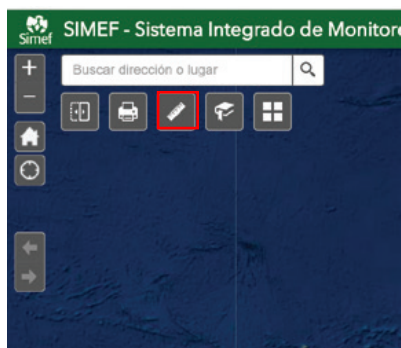 Simef
SIMEF - Sistema Integrado de Monitore
Buscar dirección o lugar